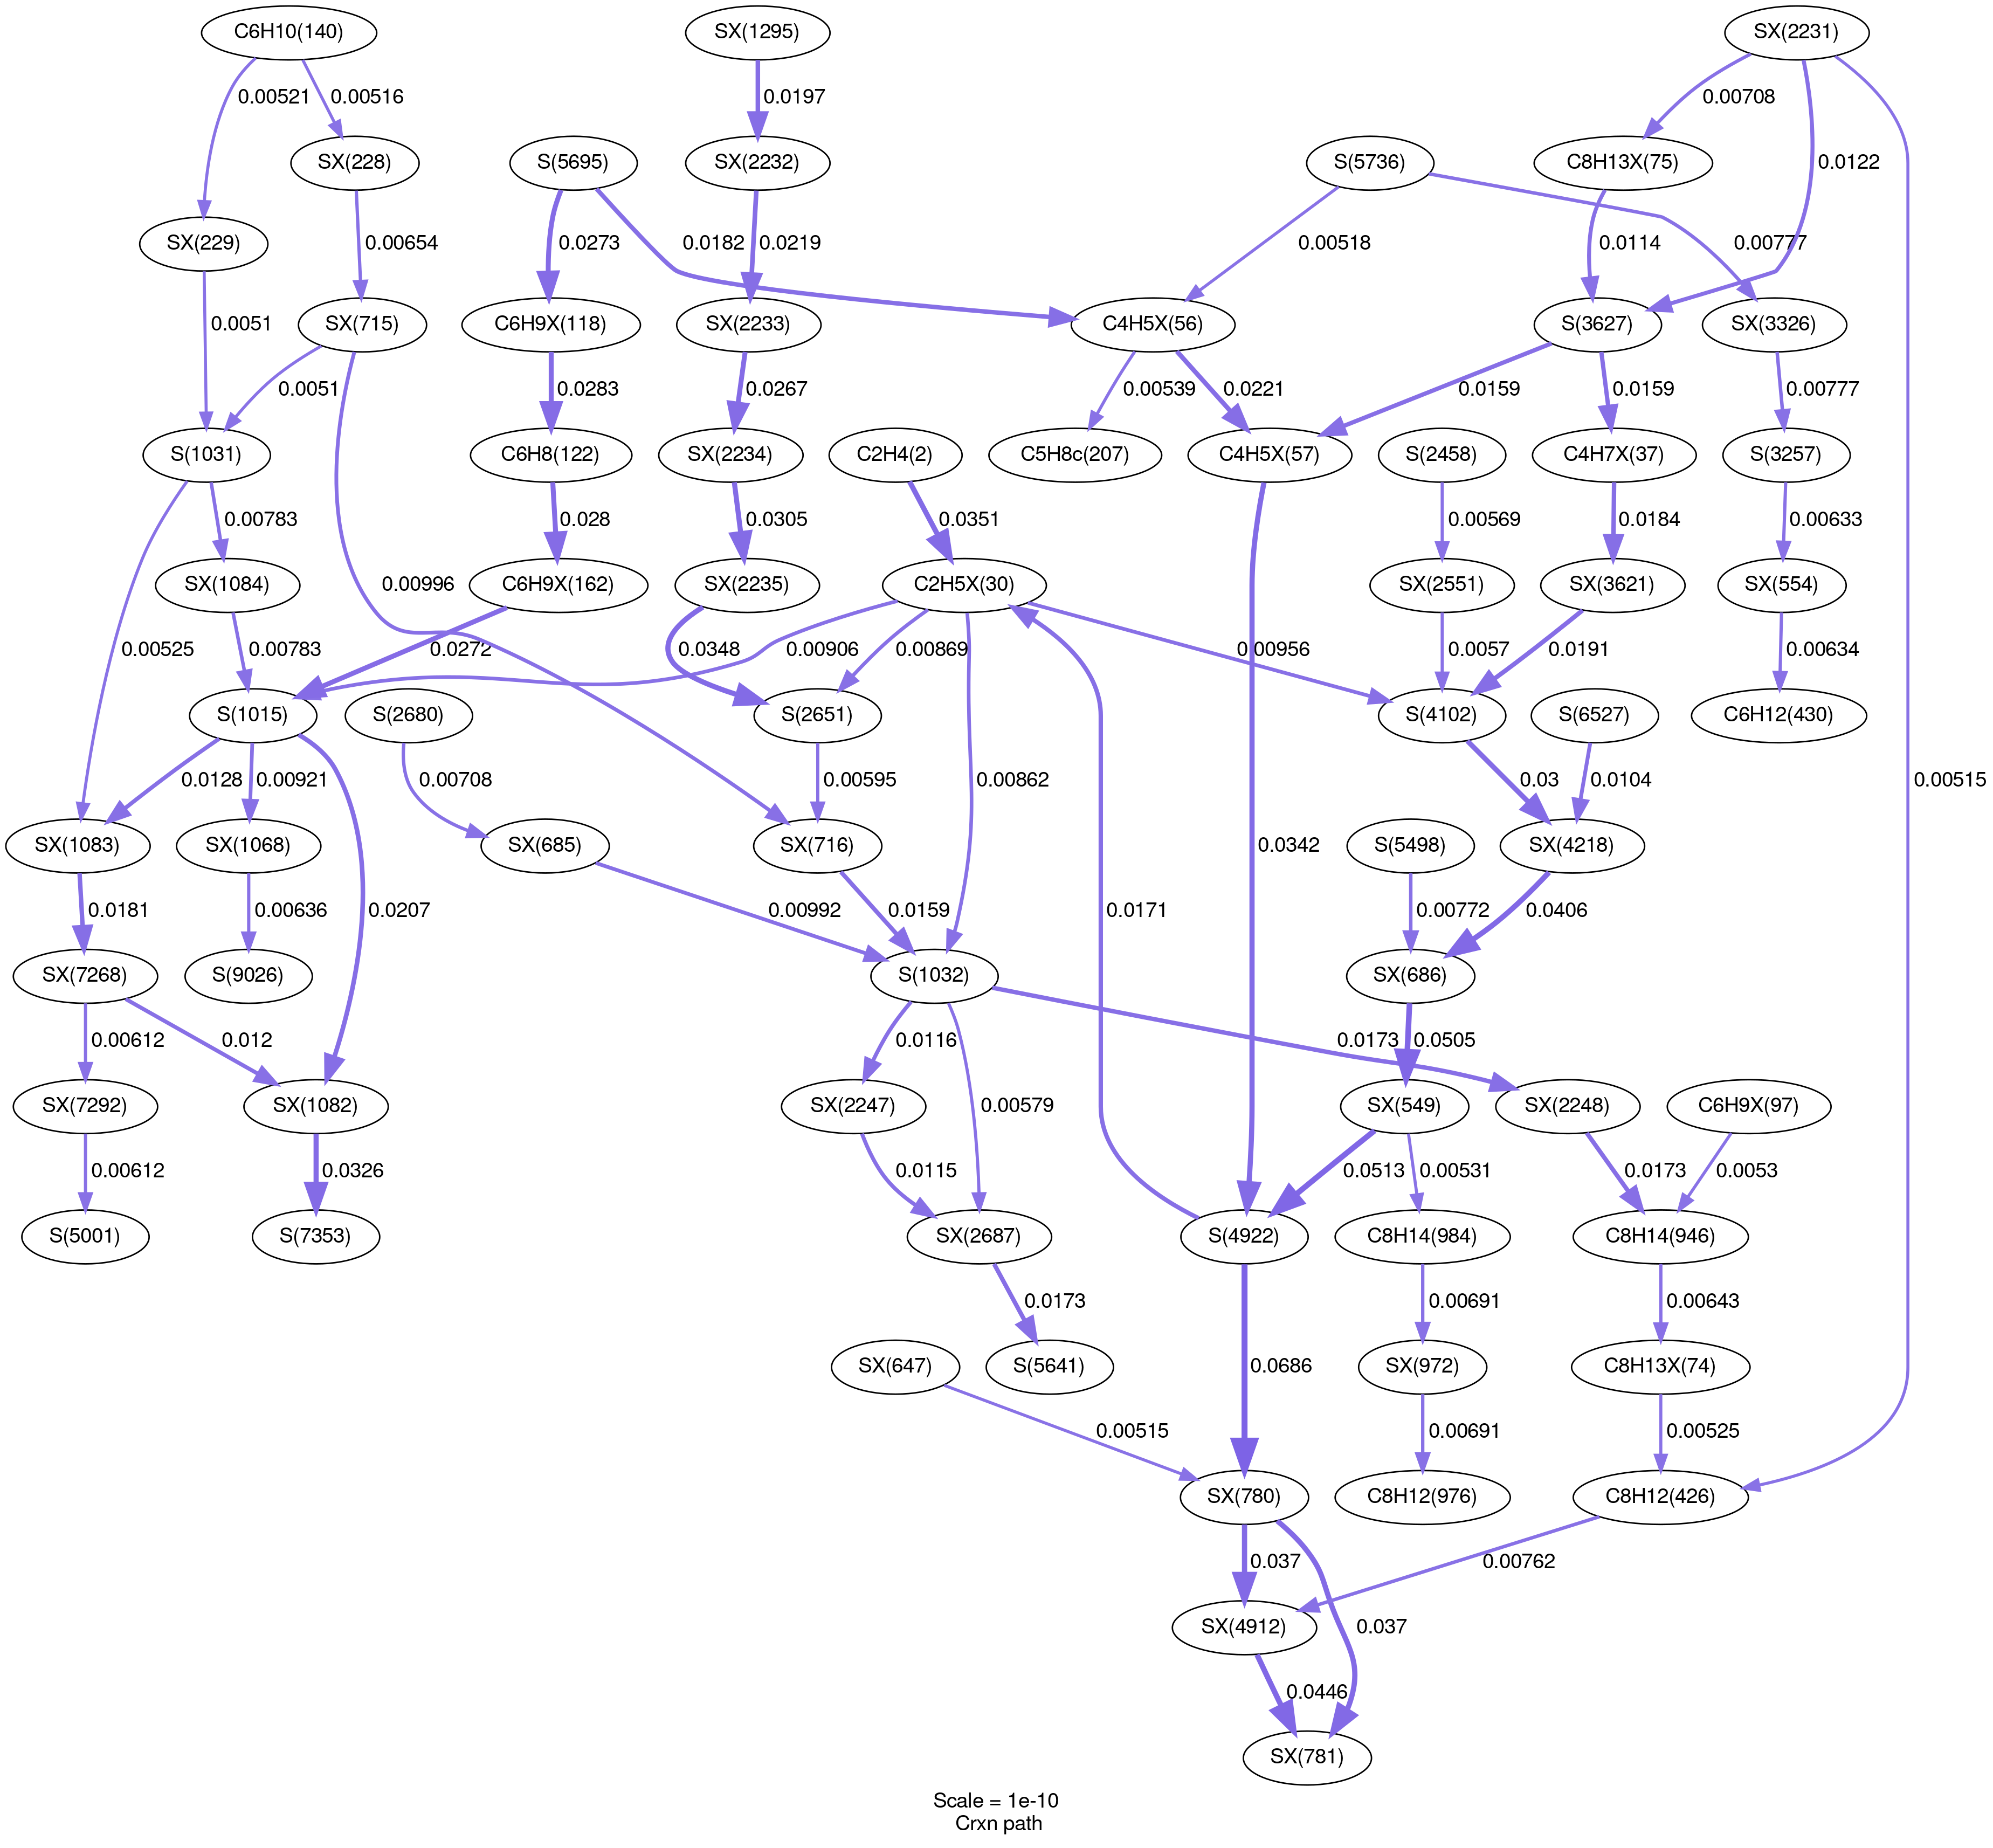 C6H10(140)
SX(1295)
SX(2231)
0.00521
0.00516
0.0197
0.00708
SX(228)
S(5695)
SX(2232)
S(5736)
C8H13X(75)
0.0122
SX(229)
0.00654
0.0273
0.0182
0.0219
0.00518
0.00777
0.0114
SX(715)
C6H9X(118)
SX(2233)
C4H5X(56)
S(3627)
SX(3326)
0.0051
0.0051
0.0283
0.0267
0.00539
0.0221
0.0159
0.0159
0.00777
S(1031)
C6H8(122)
SX(2234)
C2H4(2)
C5H8c(207)
C4H5X(57)
S(2458)
C4H7X(37)
S(3257)
0.00783
0.028
0.0305
0.0351
0.00569
0.0184
0.00633
SX(1084)
0.00996
C6H9X(162)
SX(2235)
C2H5X(30)
SX(2551)
SX(3621)
SX(554)
0.00525
0.00783
0.0272
0.0348
0.00906
0.00869
0.00956
0.0057
0.0191
0.00634
S(1015)
S(2680)
S(2651)
S(4102)
S(6527)
C6H12(430)
0.0128
0.00921
0.00708
0.00595
0.00862
0.03
0.0104
0.00515
SX(1083)
SX(1068)
SX(685)
SX(716)
0.0342
S(5498)
SX(4218)
0.0181
0.00636
0.0207
0.00992
0.0159
0.0171
0.00772
0.0406
SX(7268)
S(9026)
S(1032)
SX(686)
0.00612
0.012
0.0116
0.0173
0.0505
SX(7292)
SX(1082)
SX(2247)
0.00579
SX(549)
SX(2248)
C6H9X(97)
0.00612
0.0326
0.0115
0.0513
0.00531
0.0173
0.0053
S(5001)
S(7353)
SX(2687)
S(4922)
C8H14(984)
C8H14(946)
0.0173
0.00691
0.00643
SX(647)
S(5641)
0.0686
SX(972)
C8H13X(74)
0.00515
0.00691
0.00525
SX(780)
C8H12(976)
C8H12(426)
0.037
0.00762
SX(4912)
0.037
0.0446
SX(781)
Scale = 1e-10
Crxn path